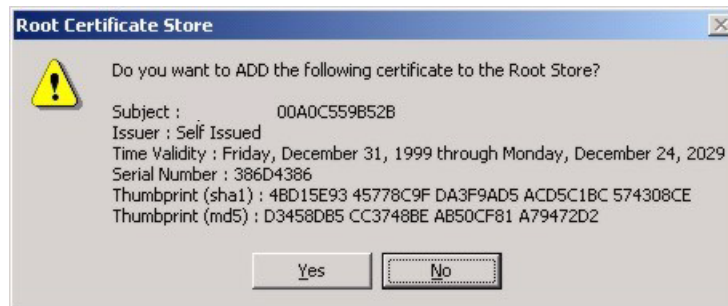 Root Certificate Store
Do you want to ADD the following certificate to the Root Store?
Subject : 00A0C559B52B
Issuer : Self Issued
Time Validity : Friday, December 31, 1999 through Monday, December 24, 2029
Serial Number : 386D4386
Thumbprint (sha1) : 4BD15E93 45778C9F DA3F9AD5 ACD5C1BC 574308CE
Thumbprint (md5) : D3458DB5 CC3748BE AB50CF81 A79472D2
Yes No